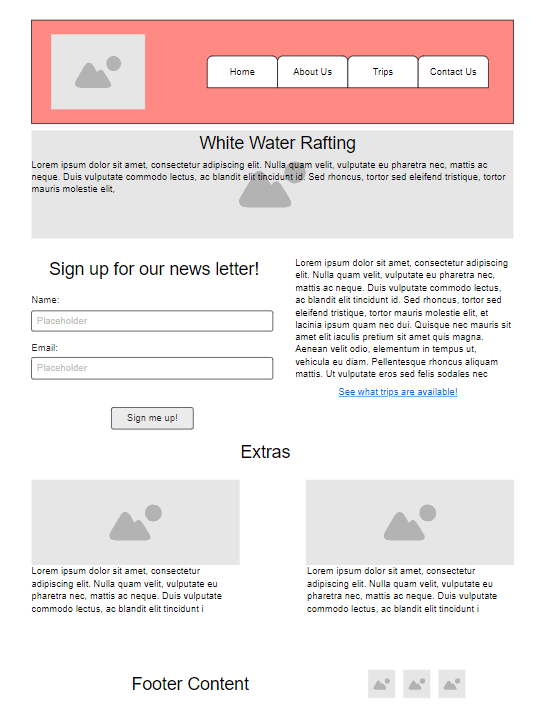 Home
About Us
Trips
Contact Us
White Water Rafting
Lorem ipsum dolor sit amet, consectetur adipiscing elit. Nulla quam velit, vulputate eu pharetra nec, mattis ac
neque. Duis vulputate commodo lectus, ac blandit elit tincidunt id. Sed rhoncus, tortor sed eleifend tristique, tortor
mauris molestie elit,
Sign up for our news letter!
Name:
Placeholder
Email:
Placeholder
Sign me up!
Lorem ipsum dolor sit amet, consectetur adipiscing
elit. Nulla quam velit, vulputate eu pharetra nec,
mattis ac neque. Duis vulputate commodo lectus,
ac blandit elit tincidunt id. Sed rhoncus, tortor sed
eleifend tristique, tortor mauris molestie elit, et
lacinia ipsum quam nec dui. Quisque nec mauris sit
amet elit iaculis pretium sit amet quis magna.
Aenean velit odio, elementum in tempus ut,
vehicula eu diam. Pellentesque rhoncus aliquam
mattis. Ut vulputate eros sed felis sodales nec
See what trips are available!
Extras
Lorem ipsum dolor sit amet, consectetur
adipiscing elit. Nulla quam velit, vulputate eu
pharetra nec, mattis ac neque. Duis vulputate
commodo lectus, ac blandit elit tincidunt i
Lorem ipsum dolor sit amet, consectetur
adipiscing elit. Nulla quam velit, vulputate eu
pharetra nec, mattis ac neque. Duis vulputate
commodo lectus, ac blandit elit tincidunt i
Footer Content